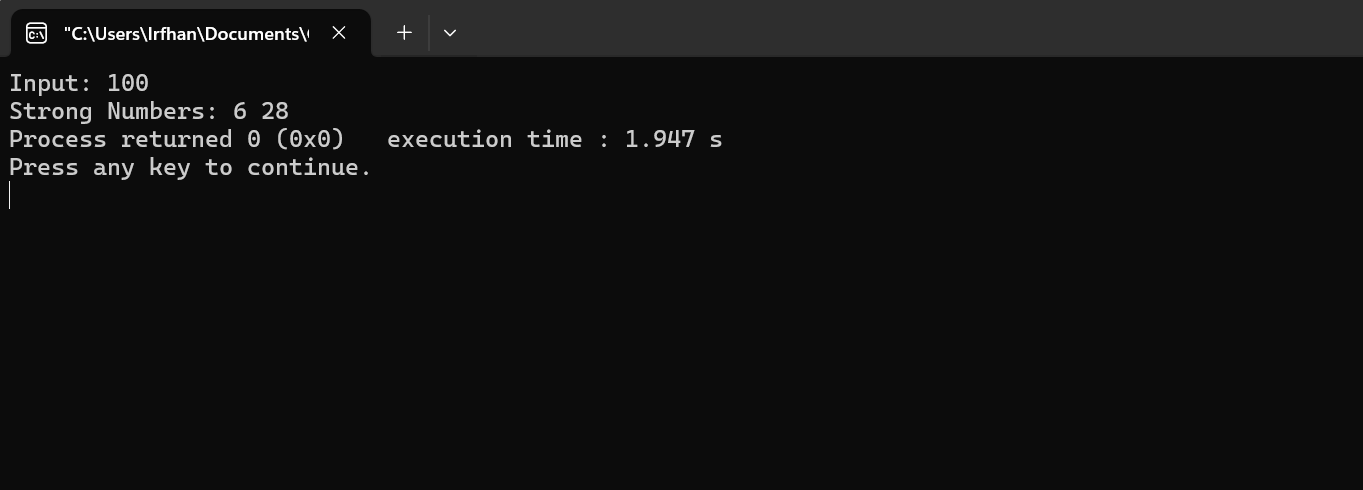 "C:\Users\Irfhan\Documents\
Input: 100
Strong Numbers: 6 28
Process returned 0 (0x0)   execution time : 1.947 s
Press any key to continue.